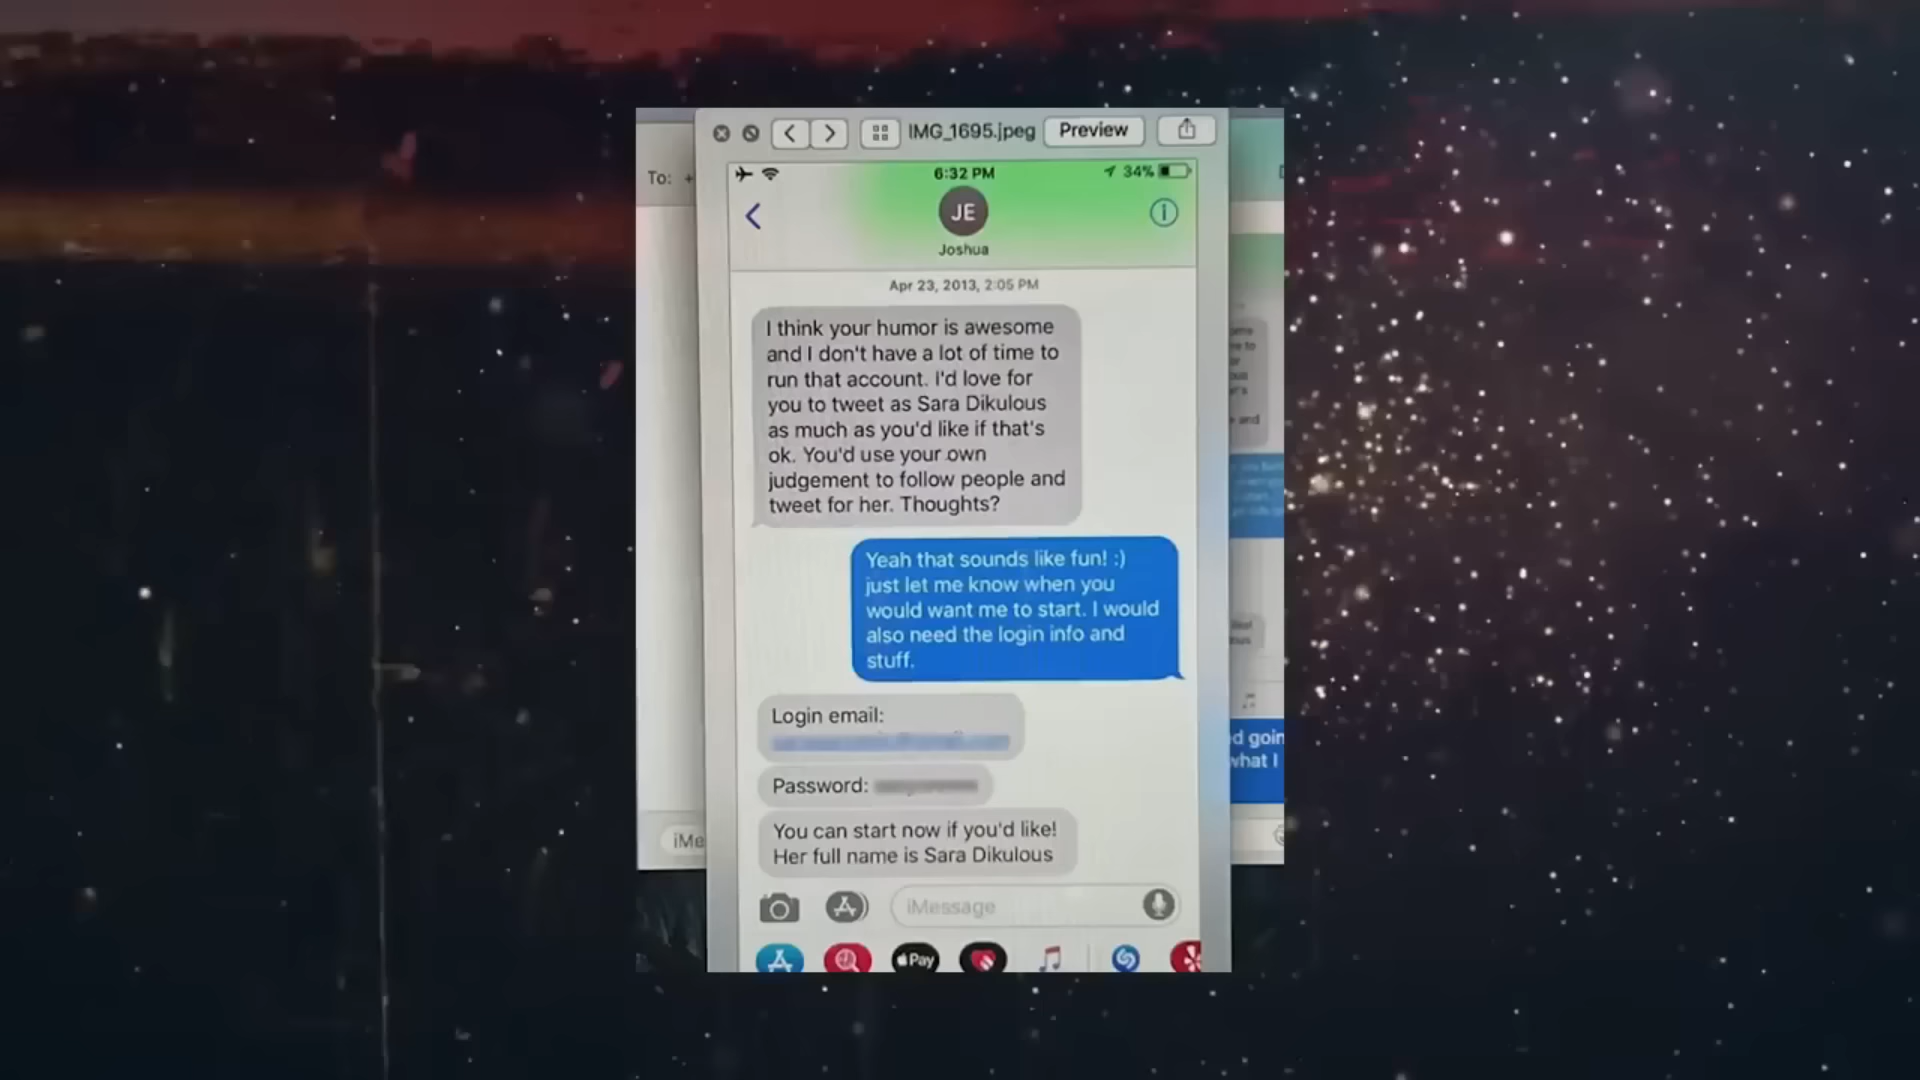 IMG_1695.jpeg
Preview
To: +
6:32 PM
34%
JE
Joshua
Apr 23, 2013, 2:05 PM
I think your humor is awesome
and I don't have a lot of time to
run that account. I'd love for
you to tweet as Sara Dikulous
as much as you'd like if that's
ok. You'd use your own
judgement to follow people and
tweet for her. Thoughts?
Yeah that sounds like fun! :)
just let me know when you
would want me to start. I would
also need the login info and
stuff.
Login email:
Password:
You can start now if you'd like!
Her full name is Sara Dikulous
iMessage
Pay
iMe
and
d goin
what I